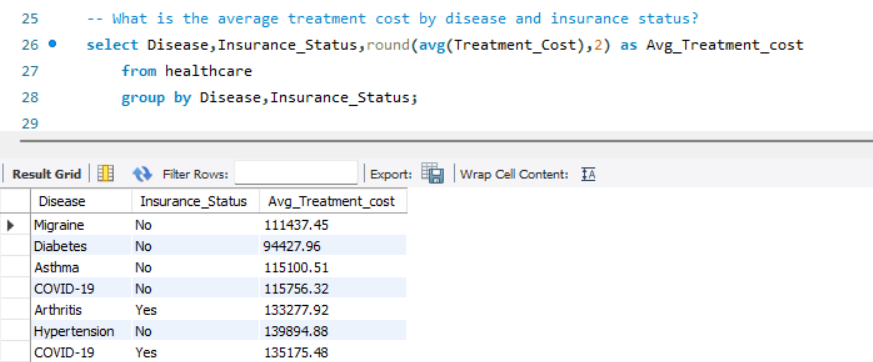 25 -- What is the average treatment cost by disease and insurance status?
26 select Disease,Insurance_Status,round(avg(Treatment_Cost),2) as Avg_Treatment_cost
27 from healthcare
28 group by Disease,Insurance_Status;
29
Result Grid Filter Rows: Export: Wrap Cell Content: IA
Disease Insurance_Status Avg_Treatment_cost
Migraine No 111437.45
Diabetes No 94427.96
Asthma No 115100.51
COVID-19 No 115756.32
Arthritis Yes 133277.92
Hypertension No 139894.88
COVID-19 Yes 135175.48